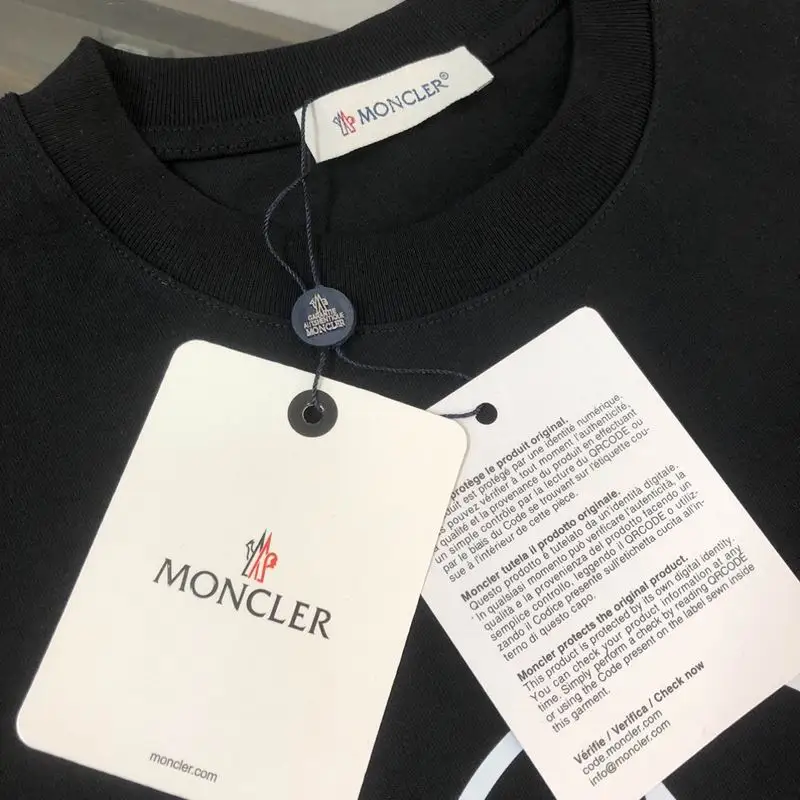 MONCLER®
GARANTIE
AUTHENTIQUE
MONCLER
MONCLER
moncler.com
protège le produit original.
duit est protégé par une identité numérique.
s pouvez vérifier à tout moment l'authenticité,
qualité et la provenance du produit en effectuant
un simple contrôle par la lecture du QRCODE ou
par le biais du Code se trouvant sur l'étiquette cou-
sue à l'intérieur de cette pièce.
Moncler tutela il prodotto originale.
Questo prodotto è tutelato da un'identità digitale.
In qualsiasi momento può verificare l'autenticità, la
qualità e la provenienza del prodotto facendo un
semplice controllo, leggendo il QRCODE o utiliz-
zando il Codice presente sull'etichetta cucita all'in-
terno di questo capo.
Moncler protects the original product.
This product is protected by its own digital identity.
You can check your product information at any
time. Simply perform a check by reading QRCODE
or using the Code present on the label sewn inside
this garment.
Vérifie / Verifica / Check now
code.moncler.com
info@moncler.com